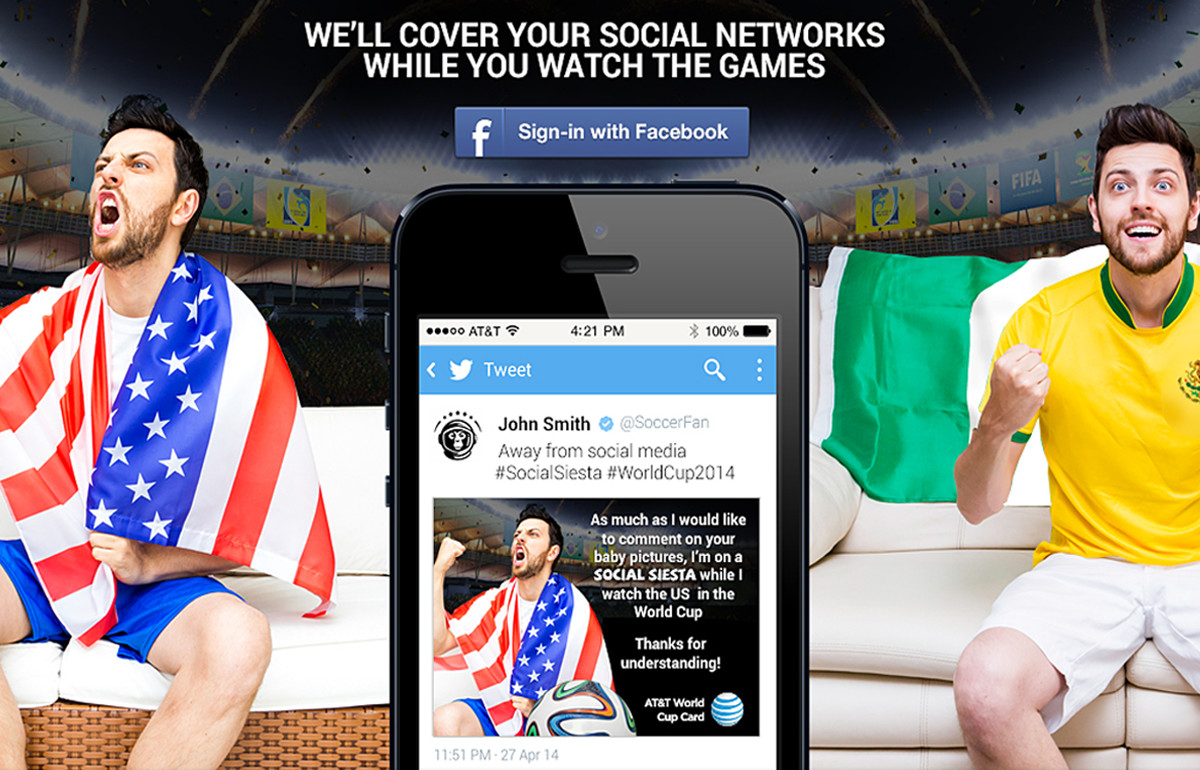 WE'LL COVER YOUR SOCIAL NETWORKS
WHILE YOU WATCH THE GAMES
f Sign-in with Facebook
FIFA
AT&T 4:21 PM 100%
Tweet
John Smith @SoccerFan
Away from social media
#SocialSiesta #WorldCup2014
As much as I would like
to comment on your
baby pictures, I'm on a
SOCIAL SIESTA while I
watch the US in the
World Cup
Thanks for
understanding!
AT&T World
Cup Card
11:51 PM · 27 Apr 14